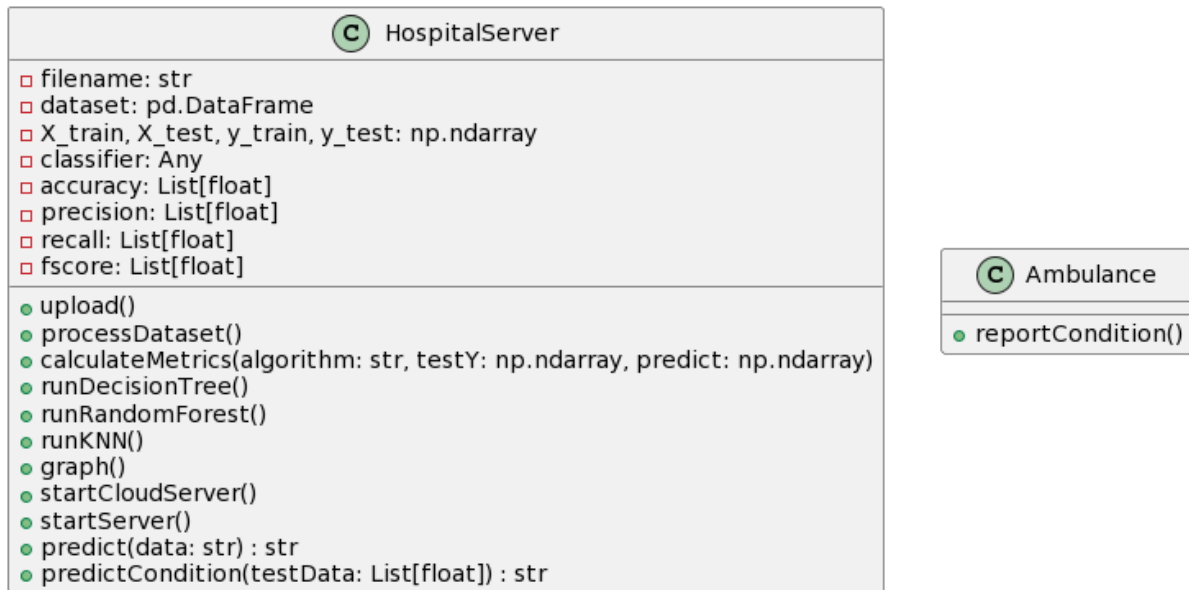 C HospitalServer
filename: str
dataset: pd.DataFrame
X_train, X_test, y_train, y_test: np.ndarray
classifier: Any
accuracy: List[float]
precision: List[float]
recall: List[float]
fscore: List[float]
upload()
processDataset()
calculateMetrics(algorithm: str, testY: np.ndarray, predict: np.ndarray)
runDecisionTree()
runRandomForest()
runKNN()
graph()
startCloudServer()
startServer()
predict(data: str) : str
predictCondition(testData: List[float]) : str
C Ambulance
reportCondition()